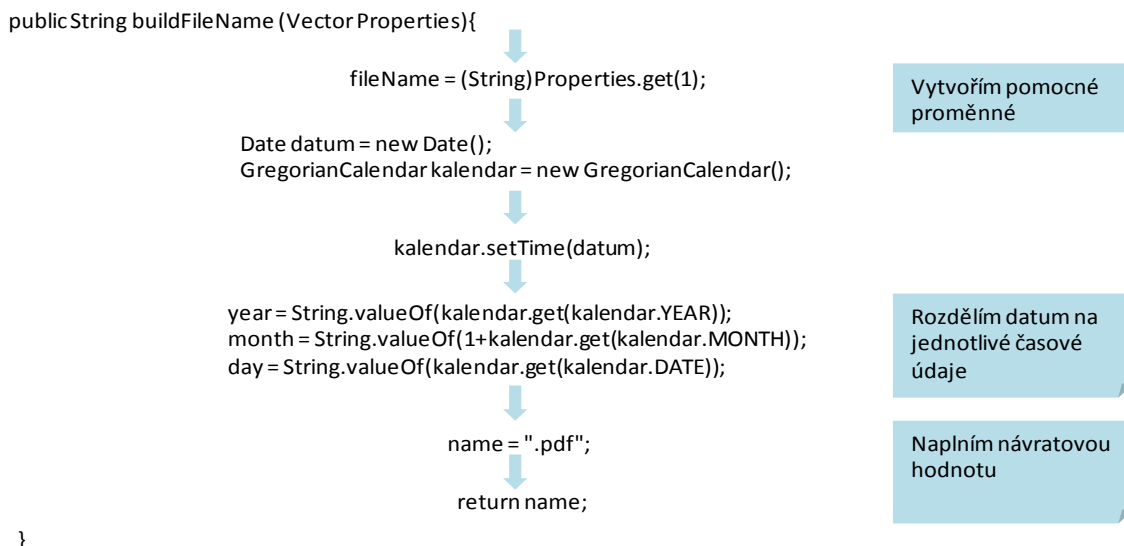 public String buildFileName (Vector Properties){
fileName = (String)Properties.get(1);
Vytvořím pomocné
proměnné
Date datum = new Date();
GregorianCalendar kalendar = new GregorianCalendar();
kalendar.setTime(datum);
year = String.valueOf(kalendar.get(kalendar.YEAR));
month = String.valueOf(1+kalendar.get(kalendar.MONTH));
day = String.valueOf(kalendar.get(kalendar.DATE));
Rozdělím datum na
jednotlivé časové
údaje
name = ".pdf";
return name;
Naplním návratovou
hodnotu
}